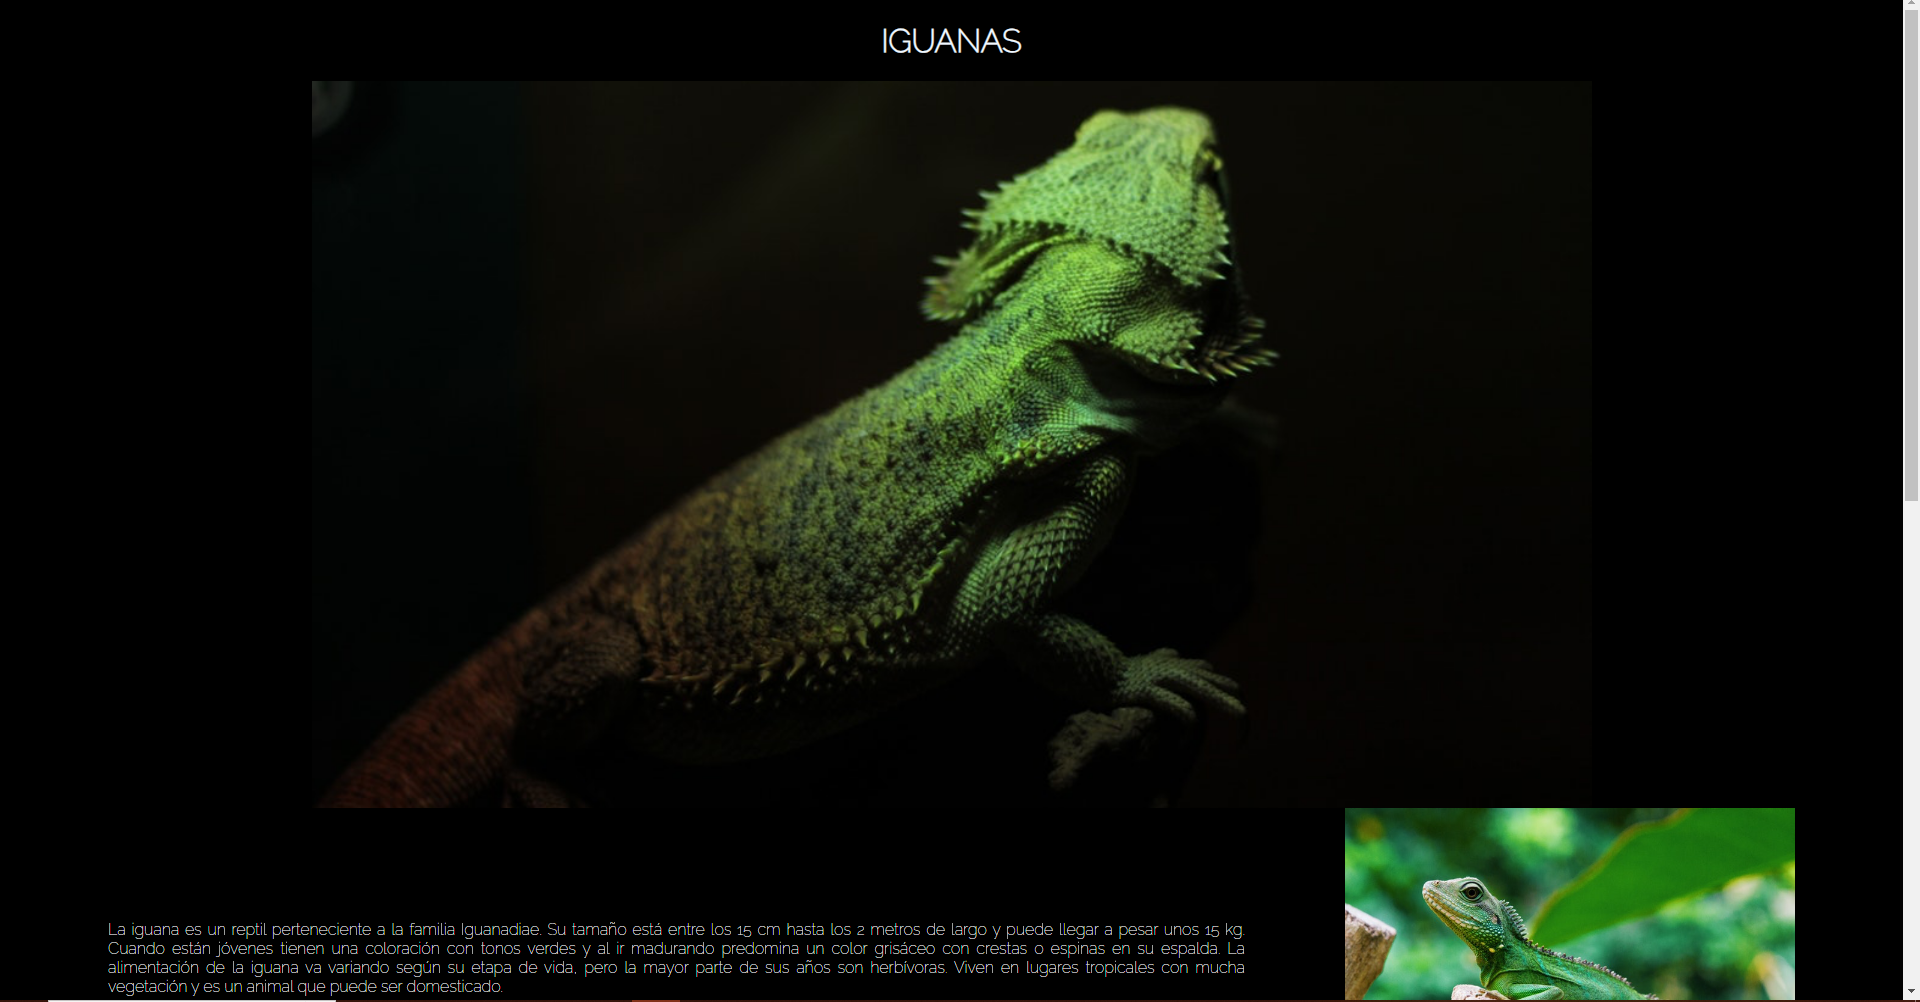 IGUANAS
La iguana es un reptil perteneciente a la familia Iguanadiae. Su tamaño está entre los 15 cm hasta los 2 metros de largo y puede llegar a pesar unos 15 kg.
Cuando están jóvenes tienen una coloración con tonos verdes y al ir madurando predomina un color grisáceo con crestas o espinas en su espalda. La
alimentación de la iguana va variando según su etapa de vida, pero la mayor parte de sus años son herbívoras. Viven en lugares tropicales con mucha
vegetación y es un animal que puede ser domesticado.